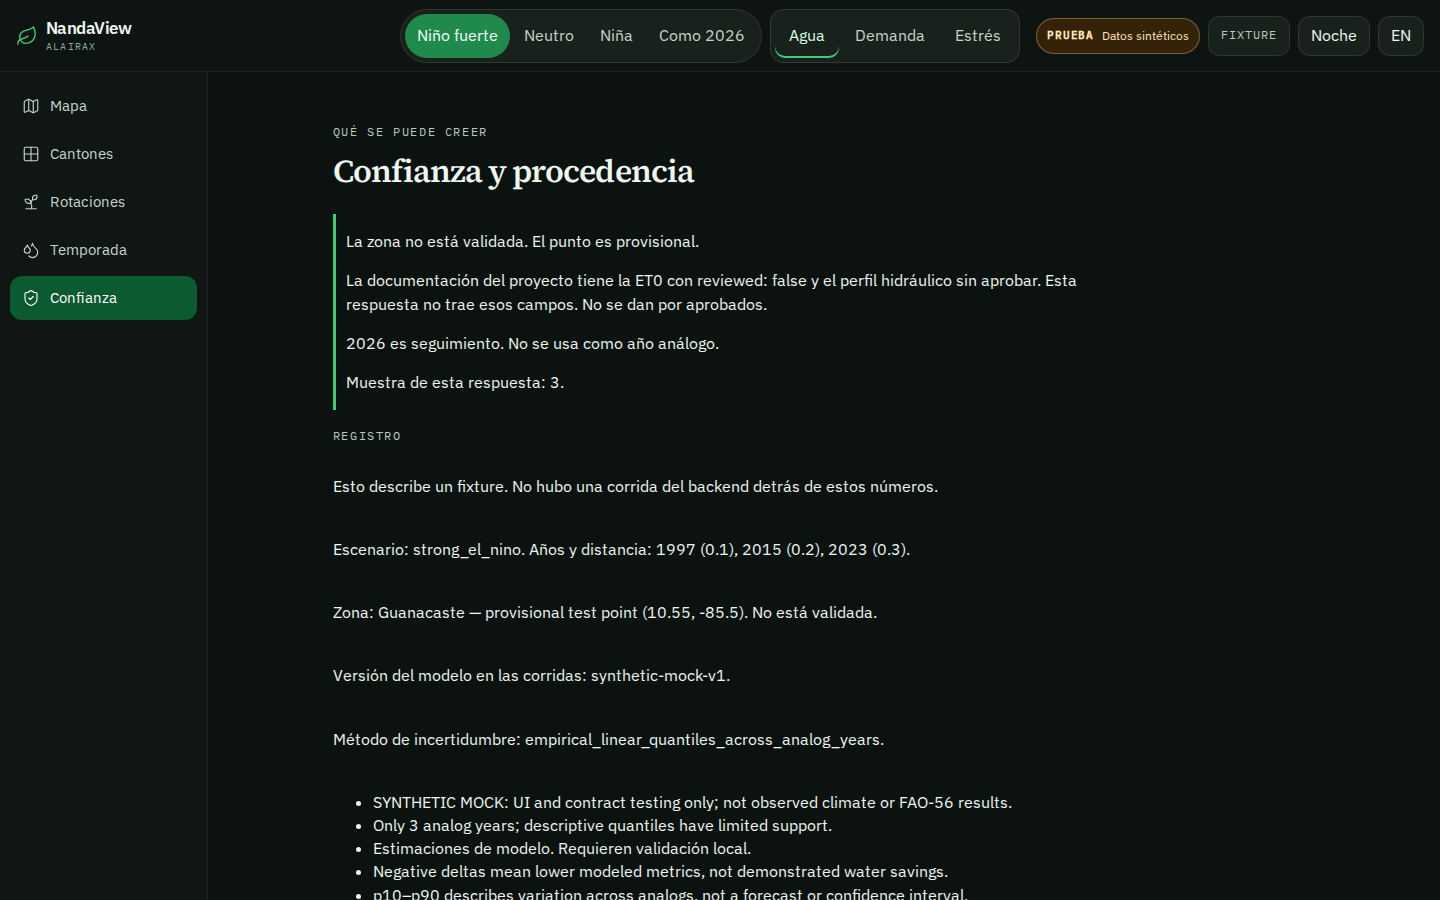 NandaView
ALAIRAX
Niño fuerte
Neutro
Niña
Como 2026
Agua
Demanda
Estrés
PRUEBA Datos sintéticos
FIXTURE
Noche
EN
Mapa
Cantones
Rotaciones
Temporada
Confianza
QUÉ SE PUEDE CREER
Confianza y procedencia
La zona no está validada. El punto es provisional.
La documentación del proyecto tiene la ET0 con reviewed: false y el perfil hidráulico sin aprobar. Esta
respuesta no trae esos campos. No se dan por aprobados.
2026 es seguimiento. No se usa como año análogo.
Muestra de esta respuesta: 3.
REGISTRO
Esto describe un fixture. No hubo una corrida del backend detrás de estos números.
Escenario: strong_el_nino. Años y distancia: 1997 (0.1), 2015 (0.2), 2023 (0.3).
Zona: Guanacaste — provisional test point (10.55, -85.5). No está validada.
Versión del modelo en las corridas: synthetic-mock-v1.
Método de incertidumbre: empirical_linear_quantiles_across_analog_years.
• SYNTHETIC MOCK: UI and contract testing only; not observed climate or FAO-56 results.
• Only 3 analog years; descriptive quantiles have limited support.
• Estimaciones de modelo. Requieren validación local.
• Negative deltas mean lower modeled metrics, not demonstrated water savings.
• p10–p90 describes variation across analogs, not a forecast or confidence interval.